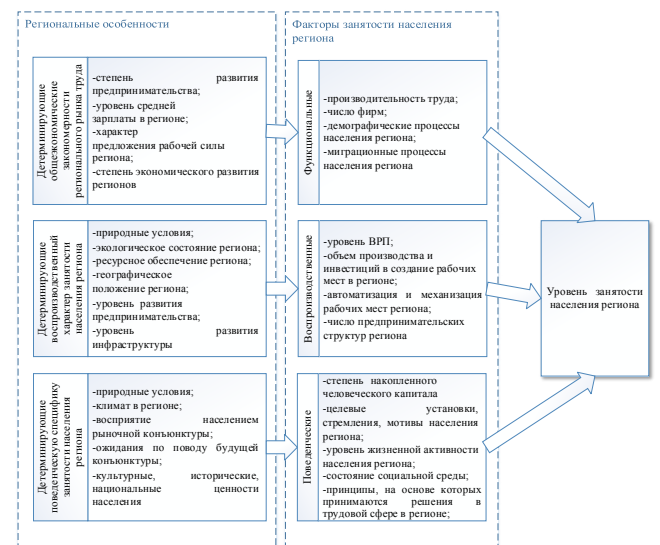 Региональные особенности
Факторы занятости населения
региона
Детерминирующие
общеэкономические
закономерности
регионального рынка труда
-степень развития
предпринимательства;
-уровень средней
зарплаты в регионе;
-характер
предложения рабочей силы
региона;
-степень экономического развития
регионов
Функциональные
-производительность труда;
-число фирм;
-демографические процессы
населения региона;
-миграционные процессы
населения региона
Детерминирующие
воспроизводственный
характер занятости
населения региона
-природные условия;
-экологическое состояние региона;
-ресурсное обеспечение региона;
-географическое
положение региона;
-уровень развития
предпринимательства;
-уровень развития
инфраструктуры
Воспроизводственные
-уровень ВРП;
-объем производства и
инвестиций в создание рабочих
мест в регионе;
-автоматизация и механизация
рабочих мест региона;
-число предпринимательских
структур региона
Уровень занятости
населения региона
Детерминирующие
поведенческую специфику
занятости населения
региона
-природные условия;
-климат в регионе;
-восприятие населением
рыночной конъюнктуры;
-ожидания по поводу будущей
конъюнктуры;
-культурные, исторические,
национальные ценности
населения
Поведенческие
-степень накопленного
человеческого капитала
-целевые установки,
стремления, мотивы населения
региона;
-уровень жизненной активности
населения региона;
-состояние социальной среды;
-принципы, на основе которых
принимаются решения в
трудовой сфере в регионе;